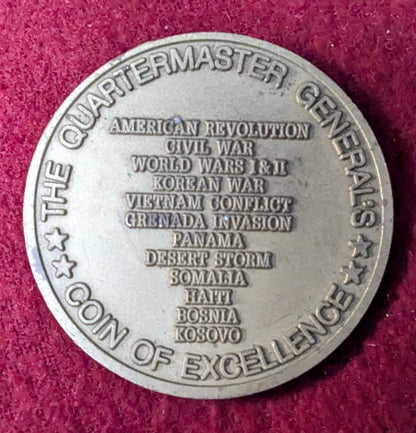 THE QUARTERMASTER GENERAL'S
AMERICAN REVOLUTION
CIVIL WAR
WORLD WARS I & II
KOREAN WAR
VIETNAM CONFLICT
GRENADA INVASION
PANAMA
DESERT STORM
SOMALIA
HAITI
BOSNIA
KOSOVO
COIN OF EXCELLENCE